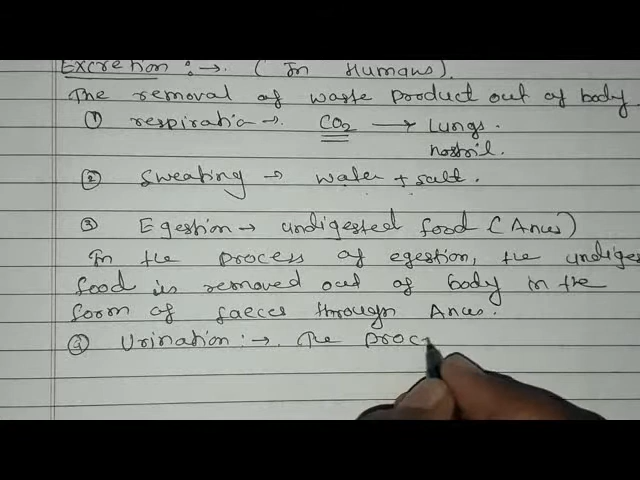 Excretion :→. (In Humans).
The removal of waste product out of body
① respiration →. CO2 → Lungs.
nostril.
② Sweating → water + salt.
③ Egestion → undigested food (Anus)
In the process of egestion, the undiges
food is removed out of body in the
form of faeces through Anus.
④ Urination :→. The proc